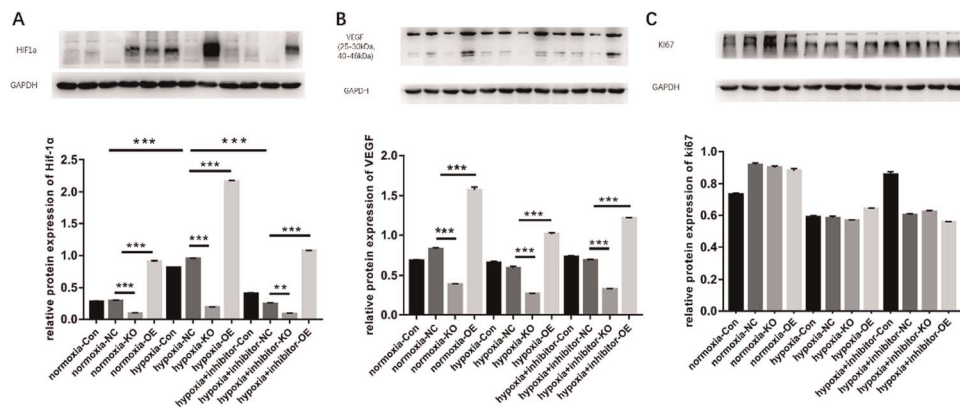 A
HIF1a
GAPDH
relative protein expression of Hif-1α
2.5
2.0
1.5
1.0
0.5
0.0
***
***
***
***
***
***
***
**
normoxia-Con
normoxia-NC
normoxia-KO
normoxia-OE
hypoxia-Con
hypoxia-NC
hypoxia-KO
hypoxia-OE
hypoxia+inhibitor-Con
hypoxia+inhibitor-NC
hypoxia+inhibitor-KO
hypoxia+inhibitor-OE
B
VEGF
(25-30kDa,
40-46kDa)
GAPDH
relative protein expression of VEGF
2.0
1.5
1.0
0.5
0.0
***
***
***
***
***
***
normoxia-Con
normoxia-NC
normoxia-KO
normoxia-OE
hypoxia-Con
hypoxia-NC
hypoxia-KO
hypoxia-OE
hypoxia+inhibitor-Con
hypoxia+inhibitor-NC
hypoxia+inhibitor-KO
hypoxia+inhibitor-OE
C
KI67
GAPDH
relative protein expression of ki67
1.0
0.8
0.6
0.4
0.2
0.0
normoxia-Con
normoxia-NC
normoxia-KO
normoxia-OE
hypoxia-Con
hypoxia-NC
hypoxia-KO
hypoxia-OE
hypoxia+inhibitor-Con
hypoxia+inhibitor-NC
hypoxia+inhibitor-KO
hypoxia+inhibitor-OE